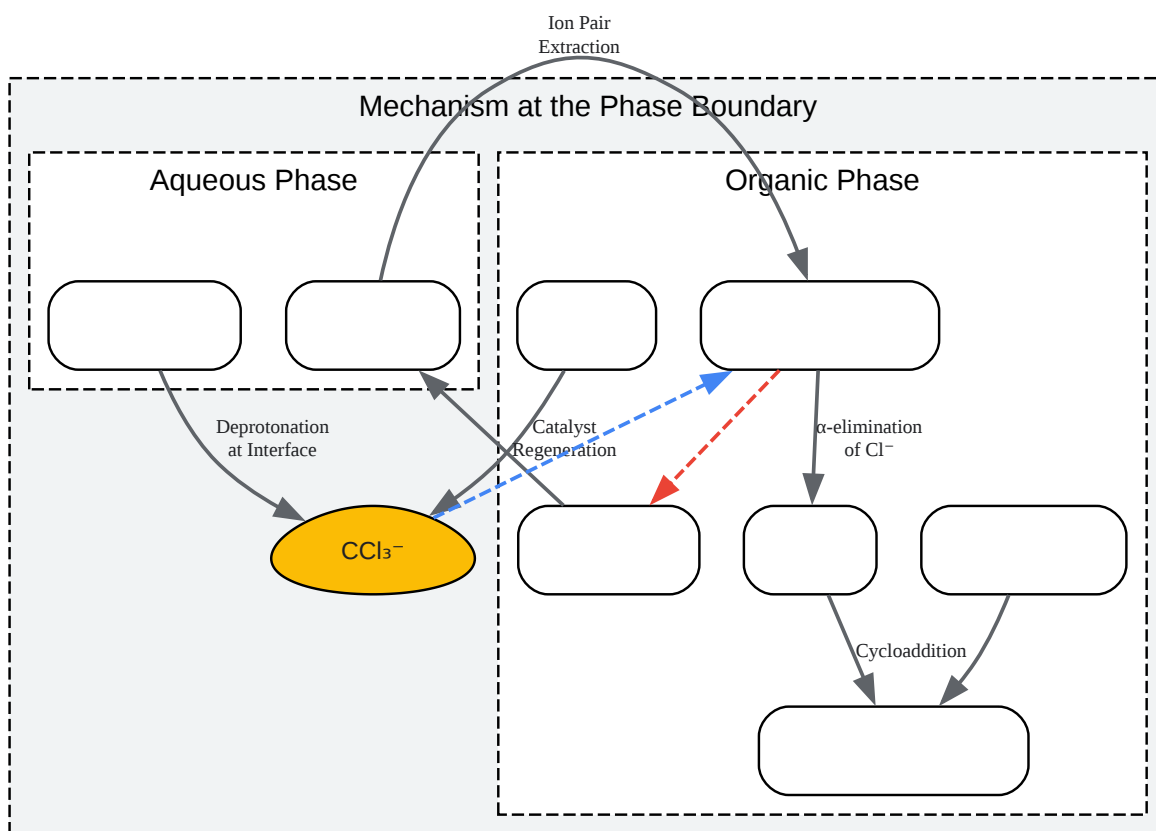 Ion Pair
Extraction
Mechanism at the Phase Boundary
Aqueous Phase
Organic Phase
Deprotonation
at Interface
Catalyst
Regeneration
α-elimination
of Cl⁻
CCl₃⁻
Cycloaddition